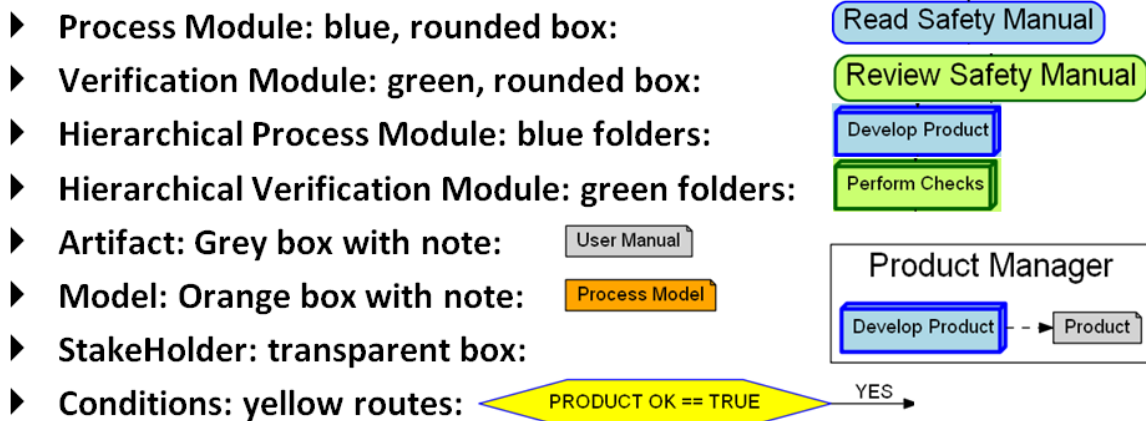 Process Module: blue, rounded box:
Read Safety Manual
Verification Module: green, rounded box:
Review Safety Manual
Hierarchical Process Module: blue folders:
Develop Product
Hierarchical Verification Module: green folders:
Perform Checks
Artifact: Grey box with note:
User Manual
Model: Orange box with note:
Process Model
Product Manager
Develop Product
Product
StakeHolder: transparent box:
Conditions: yellow routes:
PRODUCT OK == TRUE
YES